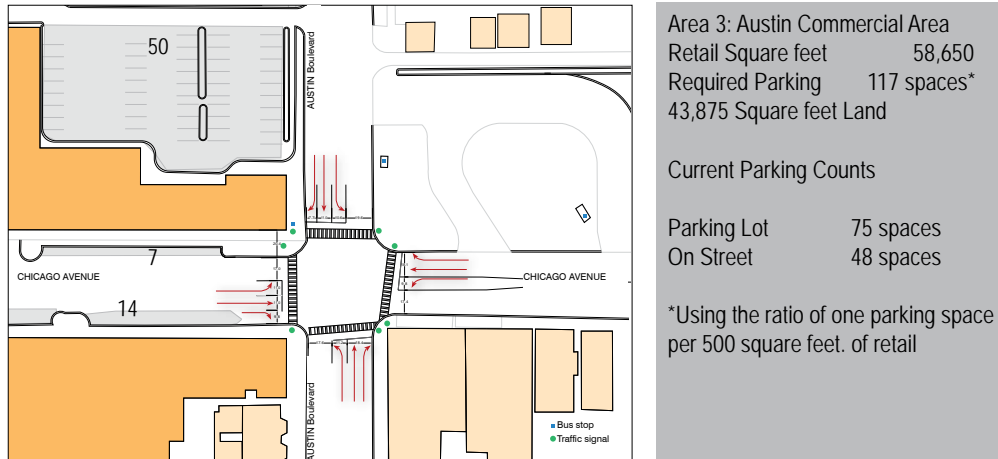 50
AUSTIN Boulevard
7
CHICAGO AVENUE
CHICAGO AVENUE
14
AUSTIN Boulevard
Bus stop
Traffic signal
Area 3: Austin Commercial Area
Retail Square feet 58,650
Required Parking 117 spaces*
43,875 Square feet Land
Current Parking Counts
Parking Lot 75 spaces
On Street 48 spaces
*Using the ratio of one parking space
per 500 square feet. of retail